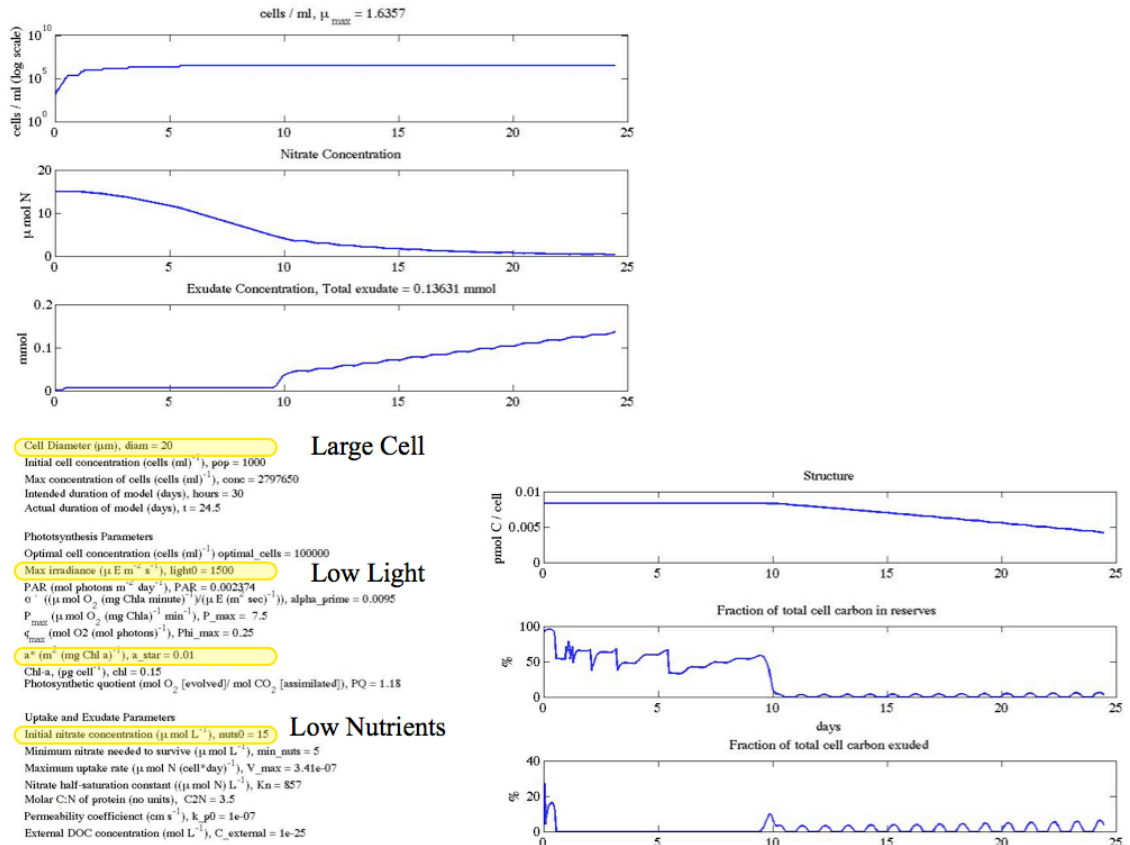 cells / ml, μmax = 1.6357
cells / ml (log scale)
10^10
10^5
10^0
0 5 10 15 20 25
Nitrate Concentration
μ mol N
20
10
0
0 5 10 15 20 25
Exudate Concentration, Total exudate = 0.13631 mmol
mmol
0.2
0.1
0
0 5 10 15 20 25
Cell Diameter (μm), diam = 20
Large Cell
Initial cell concentration (cells (ml)^-1), pop = 1000
Max concentration of cells (cells (ml)^-1), conc = 2797650
Intended duration of model (days), hours = 30
Actual duration of model (days), t = 24.5
Phototsynthesis Parameters
Optimal cell concentration (cells (ml)^-1) optimal_cells = 100000
Max irradiance (μ E m^-2 s^-1), light0 = 1500
Low Light
PAR (mol photons m^-2 day^-1), PAR = 0.002374
α ' ((μ mol O2 (mg Chla minute)^-1)/(μ E (m^2 sec)^-1)), alpha_prime = 0.0095
Pmax (μ mol O2 (mg Chla)^-1 min^-1), P_max = 7.5
φmax (mol O2 (mol photons)^-1), Phi_max = 0.25
a* (m^2 (mg Chl a)^-1), a_star = 0.01
Chl-a, (pg cell^-1), chl = 0.15
Photosynthetic quotient (mol O2 [evolved]/ mol CO2 [assimilated]), PQ = 1.18
Uptake and Exudate Parameters
Initial nitrate concentration (μ mol L^-1), nuts0 = 15
Low Nutrients
Minimum nitrate needed to survive (μ mol L^-1), min_nuts = 5
Maximum uptake rate (μ mol N (cell*day)^-1), V_max = 3.41e-07
Nitrate half-saturation constant ((μ mol N) L^-1), Kn = 857
Molar C:N of protein (no units), C2N = 3.5
Permeability coefficienct (cm s^-1), k_p0 = 1e-07
External DOC concentration (mol L^-1), C_external = 1e-25
Structure
pmol C / cell
0.01
0.005
0
0 5 10 15 20 25
Fraction of total cell carbon in reserves
%
100
50
0
0 5 10 15 20 25
days
Fraction of total cell carbon exuded
%
40
20
0
0 5 10 15 20 25